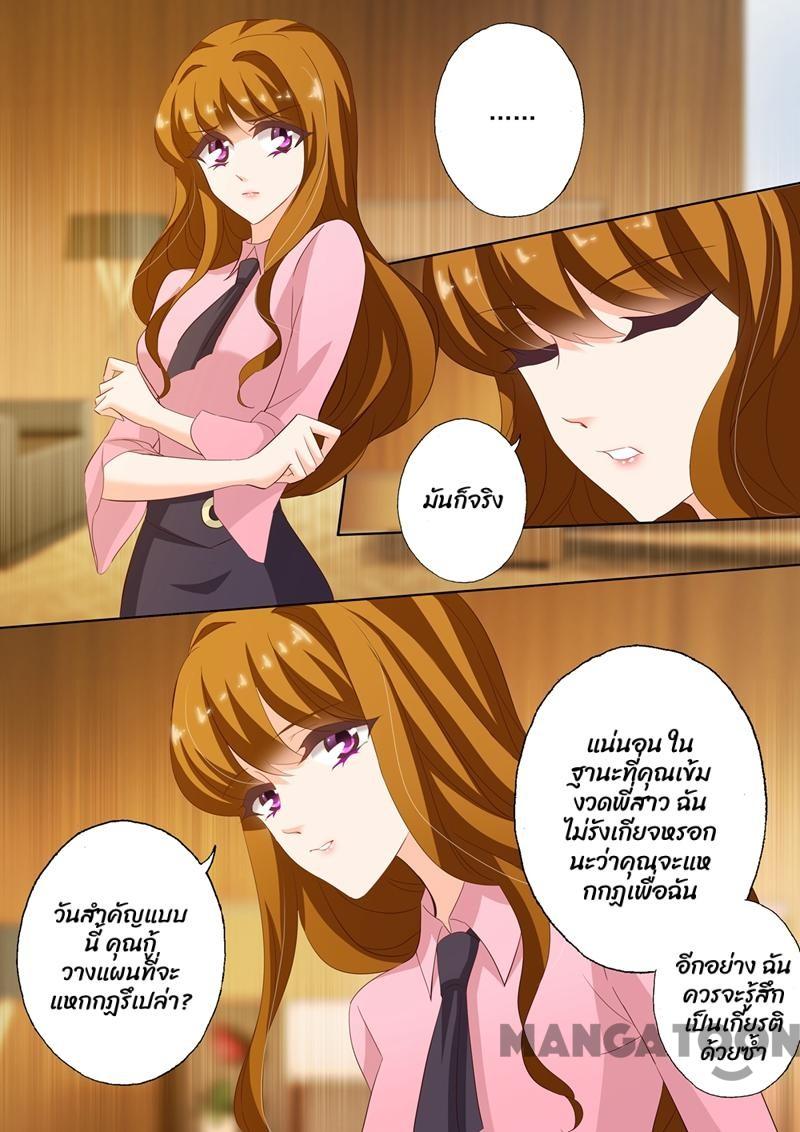 ......
มันก็จริง
แน่นอน ใน
ฐานะที่คุณเข้ม
งวดพี่สาว ฉัน
ไม่รังเกียจหรอก
นะว่าคุณจะแห
กกฏเพื่อฉัน
วันสำคัญแบบ
นี้ คุณกู้
วางแผนที่จะ
แหกกฏรึเปล่า?
อีกอย่าง ฉัน
ควรจะรู้สึก
เป็นเกียรติ
ด้วยซ้ำ
MANGATOON